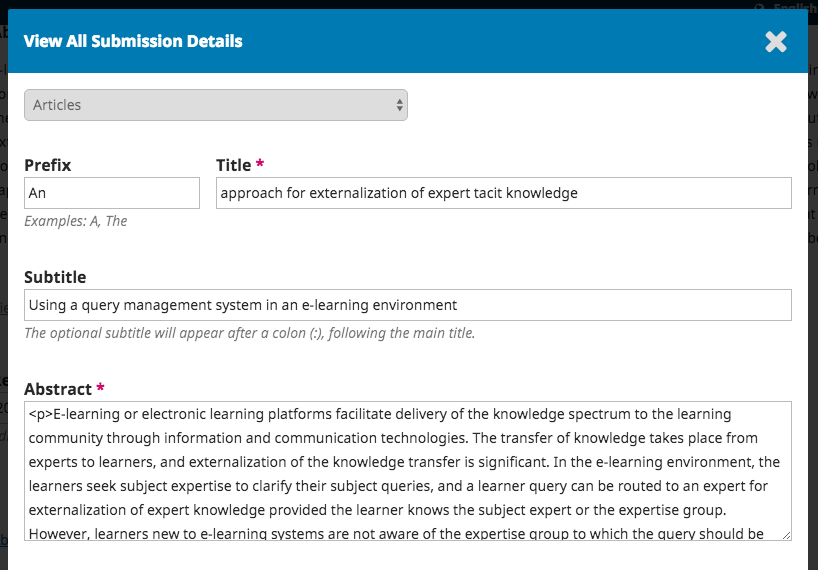 English
View All Submission Details
Articles
Prefix
Title *
An
approach for externalization of expert tacit knowledge
Examples: A, The
Subtitle
Using a query management system in an e-learning environment
The optional subtitle will appear after a colon (:), following the main title.
Abstract *
<p>E-learning or electronic learning platforms facilitate delivery of the knowledge spectrum to the learning
community through information and communication technologies. The transfer of knowledge takes place from
experts to learners, and externalization of the knowledge transfer is significant. In the e-learning environment, the
learners seek subject expertise to clarify their subject queries, and a learner query can be routed to an expert for
externalization of expert knowledge provided the learner knows the subject expert or the expertise group.
However, learners new to e-learning systems are not aware of the expertise group to which the query should be